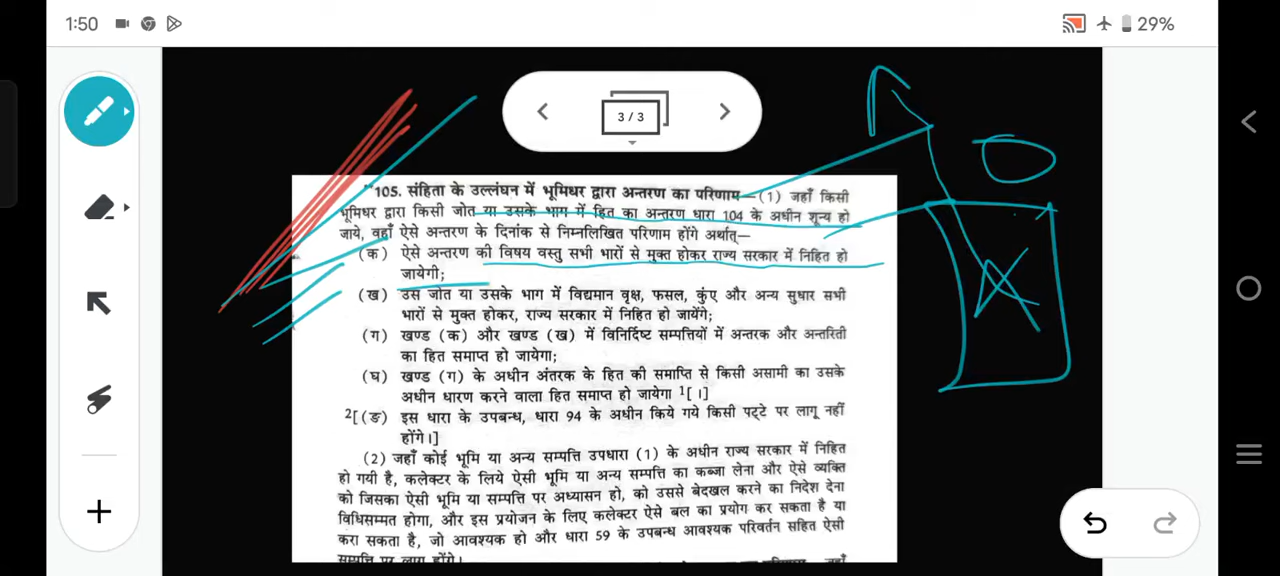 1:50
29%
3 / 3
105. संहिता के उल्लंघन में भूमिधर द्वारा अन्तरण का परिणाम—(1) जहाँ किसी
भूमिधर द्वारा किसी जोत या उसके भाग में हित का अन्तरण धारा 104 के अधीन शून्य हो
जाये, वहाँ ऐसे अन्तरण के दिनांक से निम्नलिखित परिणाम होंगे अर्थात्—
(क) ऐसे अन्तरण की विषय वस्तु सभी भारों से मुक्त होकर राज्य सरकार में निहित हो
जायेगी;
(ख) उस जोत या उसके भाग में विद्यमान वृक्ष, फसल, कुंए और अन्य सुधार सभी
भारों से मुक्त होकर, राज्य सरकार में निहित हो जायेंगे;
(ग) खण्ड (क) और खण्ड (ख) में विनिर्दिष्ट सम्पत्तियों में अन्तरक और अन्तरिती
का हित समाप्त हो जायेगा;
(घ) खण्ड (ग) के अधीन अंतरक के हित की समाप्ति से किसी असामी का उसके
अधीन धारण करने वाला हित समाप्त हो जायेगा 1[।]
2[(ङ) इस धारा के उपबन्ध, धारा 94 के अधीन किये गये किसी पट्टे पर लागू नहीं
होंगे।]
(2) जहाँ कोई भूमि या अन्य सम्पत्ति उपधारा (1) के अधीन राज्य सरकार में निहित
हो गयी है, कलेक्टर के लिये ऐसी भूमि या अन्य सम्पत्ति का कब्जा लेना और ऐसे व्यक्ति
को जिसका ऐसी भूमि या सम्पत्ति पर अध्यासन हो, को उससे बेदखल करने का निदेश देना
विधिसम्मत होगा, और इस प्रयोजन के लिए कलेक्टर ऐसे बल का प्रयोग कर सकता है या
करा सकता है, जो आवश्यक हो और धारा 59 के उपबन्ध आवश्यक परिवर्तन सहित ऐसी
सम्पत्ति पर लागू होंगे।